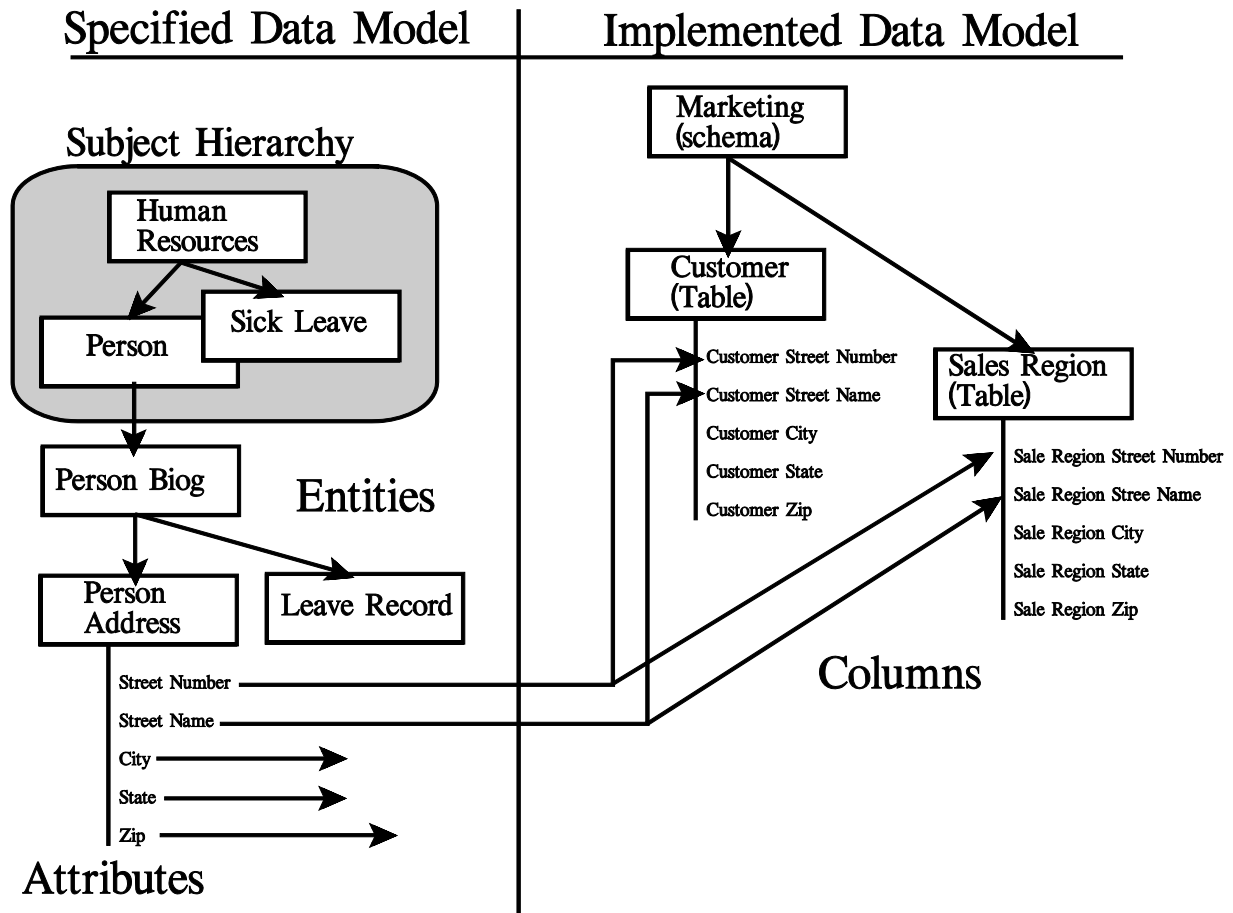 Specified Data Model
Implemented Data Model
Subject Hierarchy
Human
Resources
Sick Leave
Person
Person Biog
Entities
Person
Address
Leave Record
Street Number
Street Name
City
State
Zip
Attributes
Marketing
(schema)
Customer
(Table)
Customer Street Number
Customer Street Name
Customer City
Customer State
Customer Zip
Sales Region
(Table)
Sale Region Street Number
Sale Region Stree Name
Sale Region City
Sale Region State
Sale Region Zip
Columns